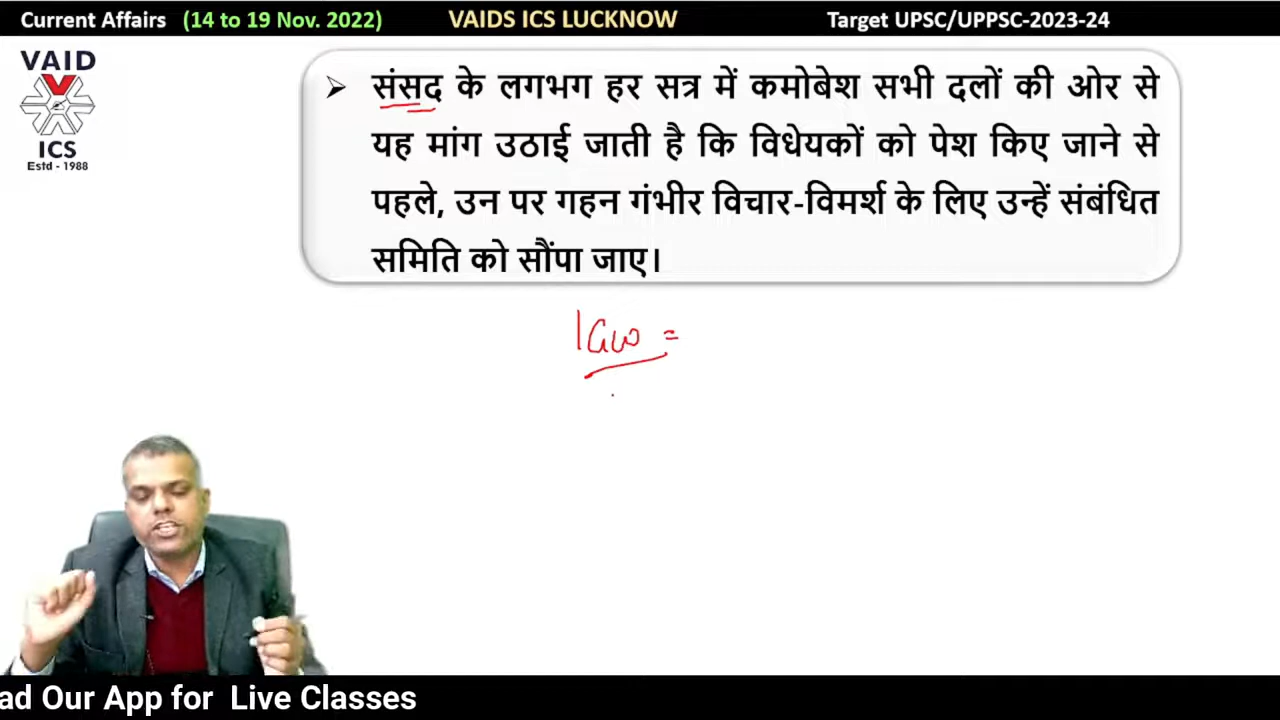 Current Affairs (14 to 19 Nov. 2022) VAIDS ICS LUCKNOW Target UPSC/UPPSC-2023-24
VAID
ICS
Estd - 1988
➢ संसद के लगभग हर सत्र में कमोबेश सभी दलों की ओर से
यह मांग उठाई जाती है कि विधेयकों को पेश किए जाने से
पहले, उन पर गहन गंभीर विचार-विमर्श के लिए उन्हें संबंधित
समिति को सौंपा जाए।
law =
ad Our App for Live Classes